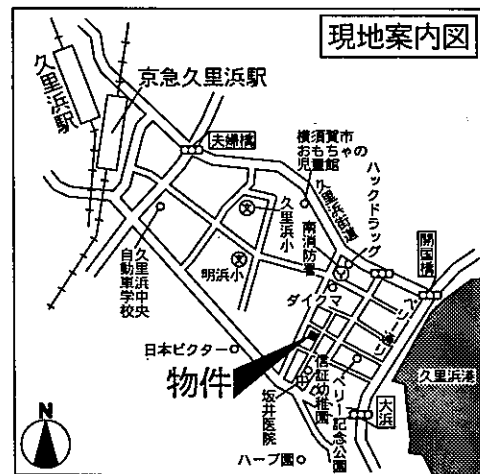 現地案内図
久里浜駅
京急久里浜駅
夫婦橋
横須賀市
おもちゃの
児童館
ハックドラッグ
久里浜街道
南消防署
文
久里浜小
文
明浜小
久里浜中央
自動車学校
ダイクマ
開国橋
ペリー通り
日本ビクター
物件
信証幼稚園
ペリー記念公園
坂井医院
大浜
久里浜港
ハーブ園
N